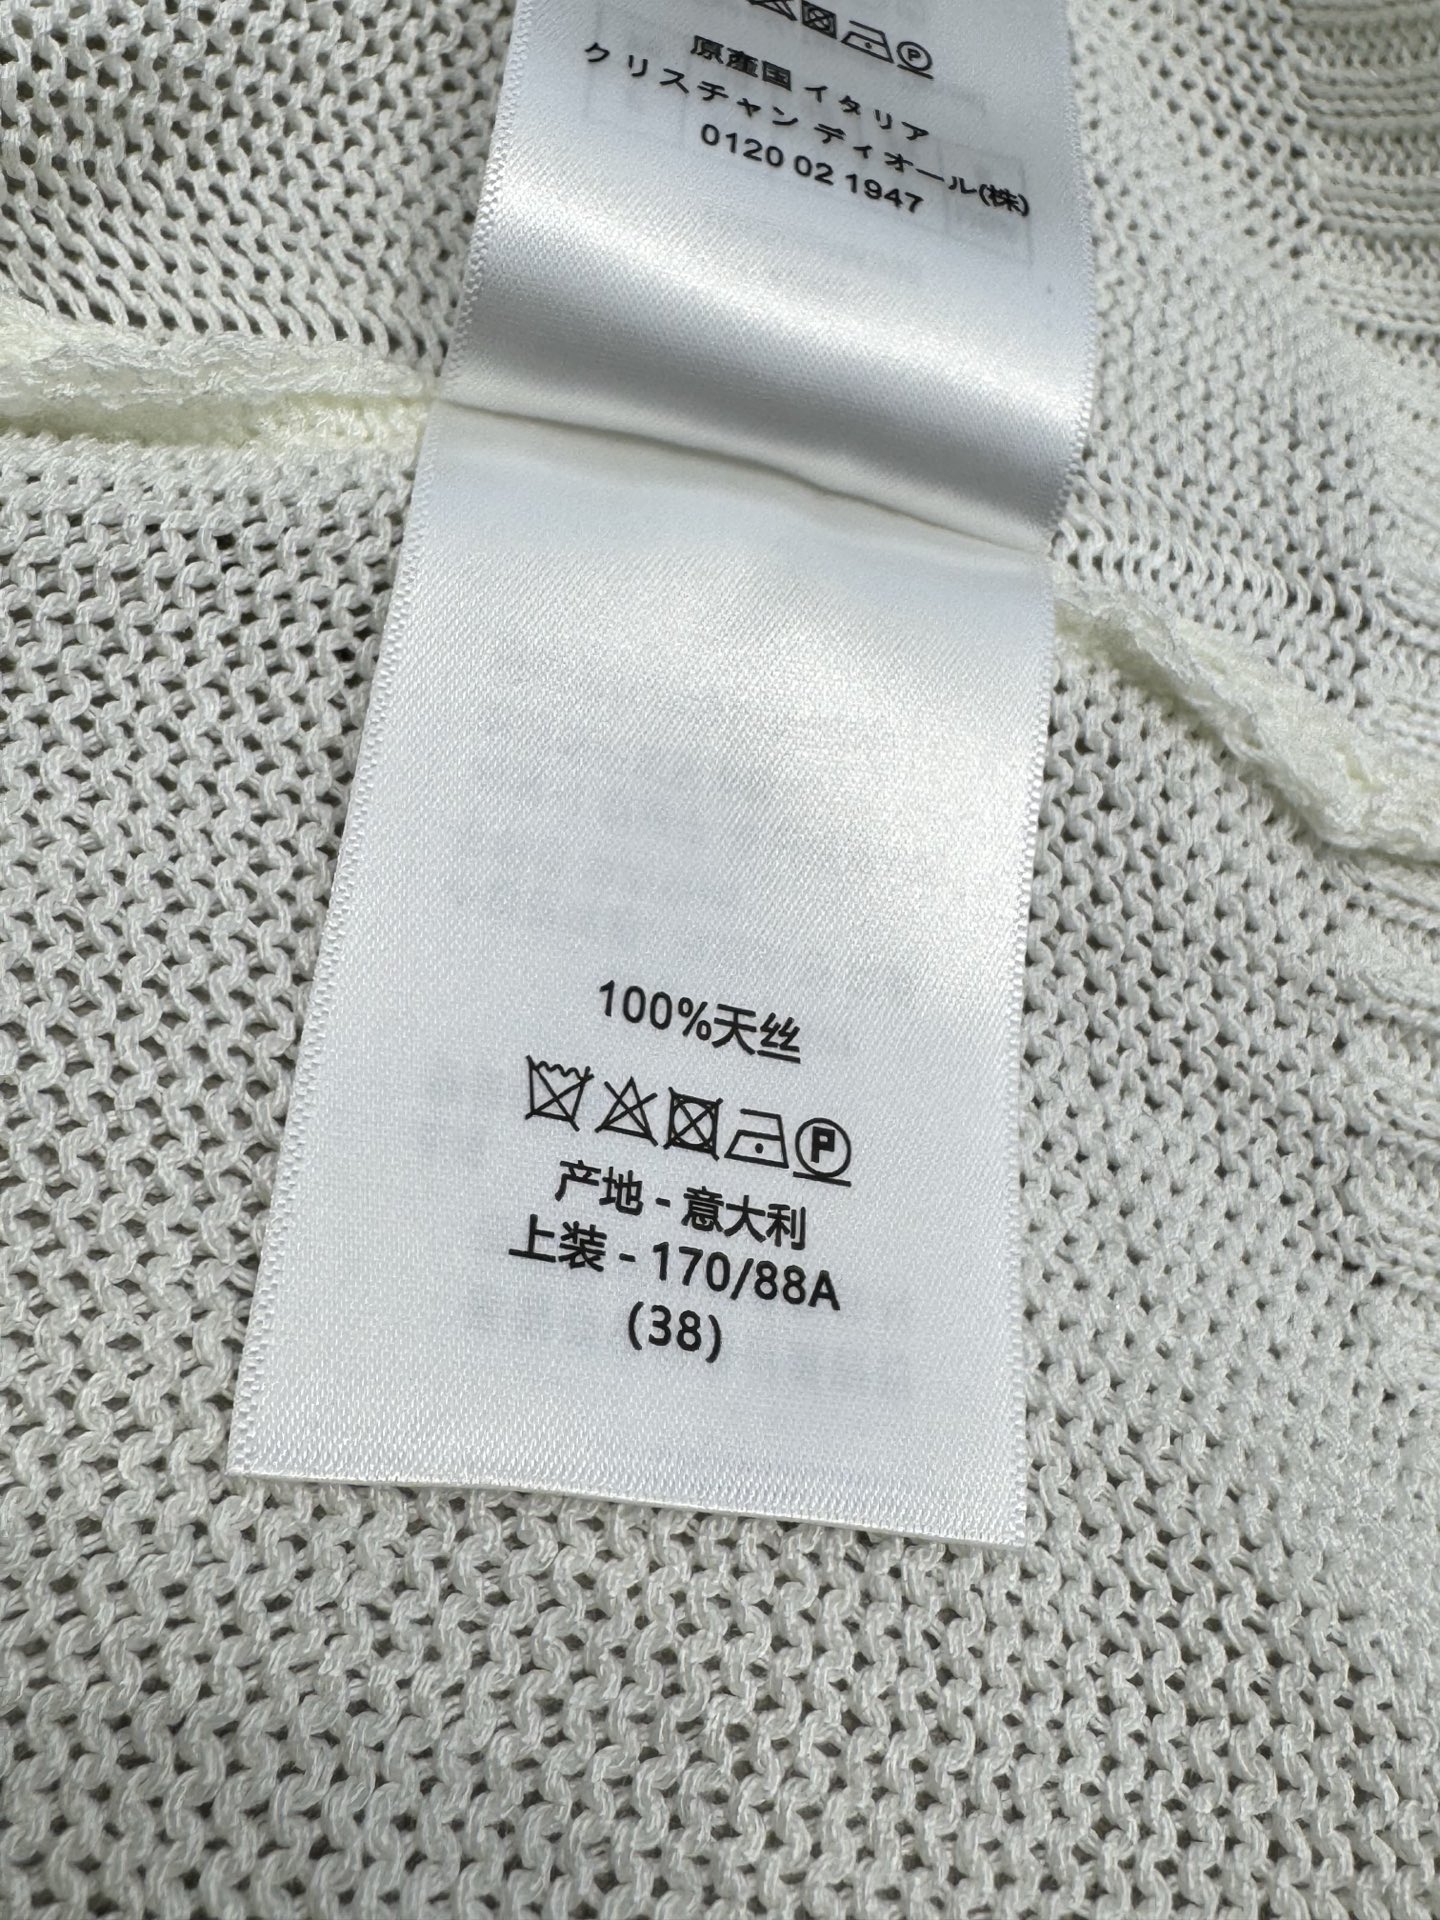 原産国 イタリア
クリスチャン ディオール(株)
0120 02 1947
100%天丝
P
产地 - 意大利
上装 - 170/88A
(38)